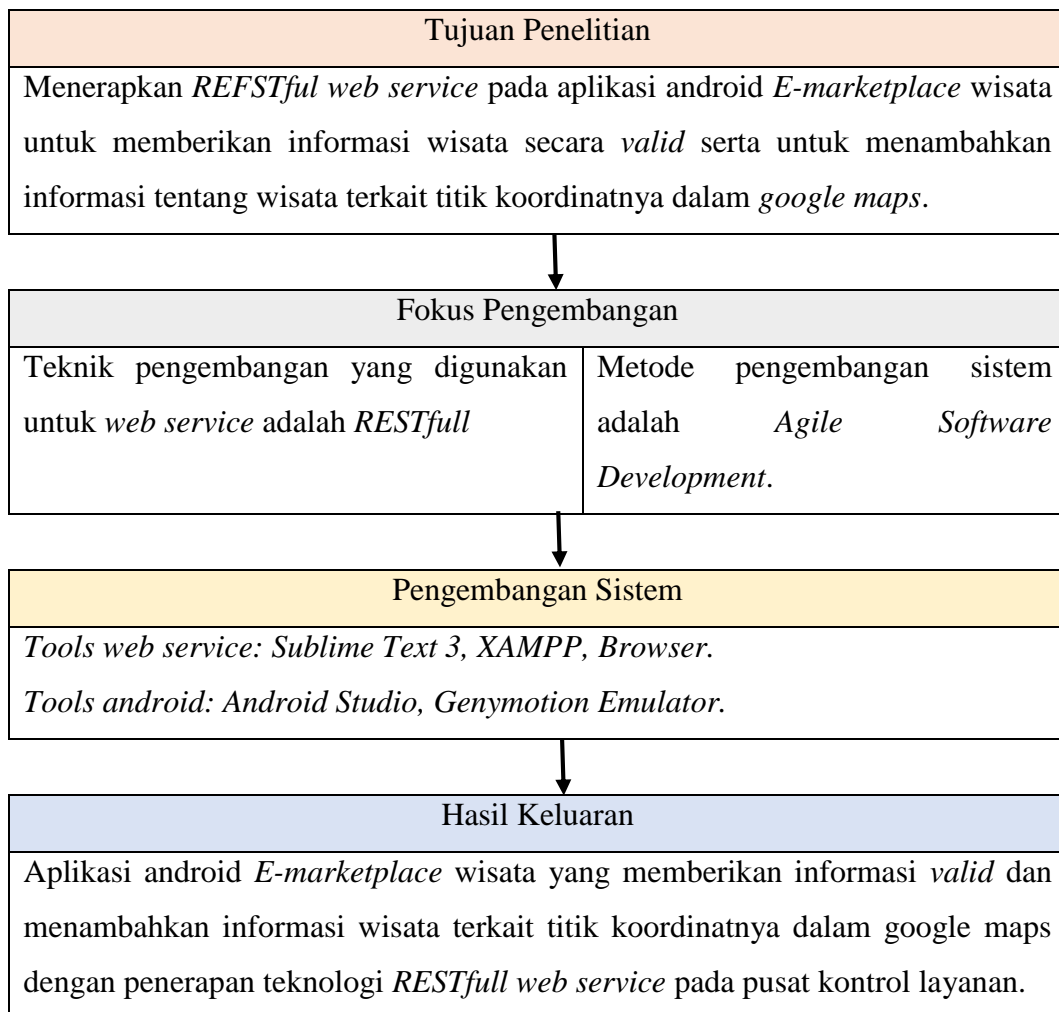 Tujuan Penelitian
Menerapkan REFSTful web service pada aplikasi android E-marketplace wisata
untuk memberikan informasi wisata secara valid serta untuk menambahkan
informasi tentang wisata terkait titik koordinatnya dalam google maps.
Fokus Pengembangan
Teknik pengembangan yang digunakan
untuk web service adalah RESTfull
Metode pengembangan sistem
adalah Agile Software
Development.
Pengembangan Sistem
Tools web service: Sublime Text 3, XAMPP, Browser.
Tools android: Android Studio, Genymotion Emulator.
Hasil Keluaran
Aplikasi android E-marketplace wisata yang memberikan informasi valid dan
menambahkan informasi wisata terkait titik koordinatnya dalam google maps
dengan penerapan teknologi RESTfull web service pada pusat kontrol layanan.